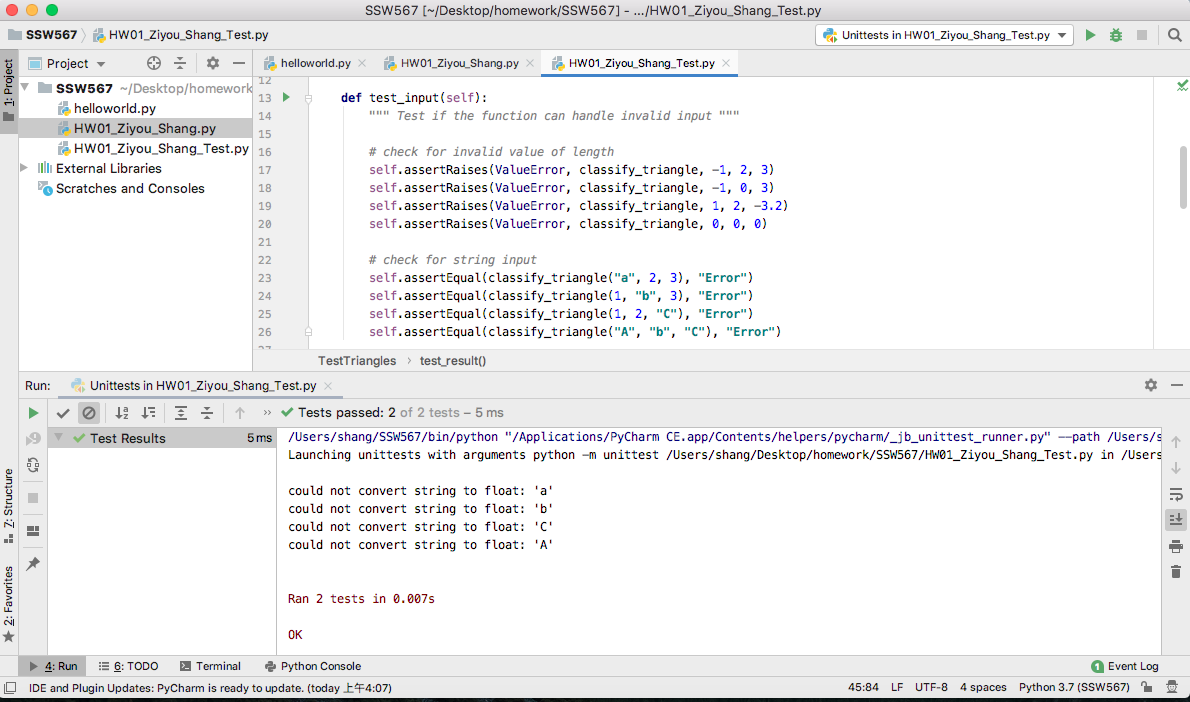 SSW567 [~/Desktop/homework/SSW567] - .../HW01_Ziyou_Shang_Test.py
SSW567 HW01_Ziyou_Shang_Test.py
Unittests in HW01_Ziyou_Shang_Test.py
1: Project
Project
SSW567 ~/Desktop/homework
helloworld.py
HW01_Ziyou_Shang.py
HW01_Ziyou_Shang_Test.py
External Libraries
Scratches and Consoles
helloworld.py HW01_Ziyou_Shang.py HW01_Ziyou_Shang_Test.py
12
13 def test_input(self):
14 """ Test if the function can handle invalid input """
15
16 # check for invalid value of length
17 self.assertRaises(ValueError, classify_triangle, -1, 2, 3)
18 self.assertRaises(ValueError, classify_triangle, -1, 0, 3)
19 self.assertRaises(ValueError, classify_triangle, 1, 2, -3.2)
20 self.assertRaises(ValueError, classify_triangle, 0, 0, 0)
21
22 # check for string input
23 self.assertEqual(classify_triangle("a", 2, 3), "Error")
24 self.assertEqual(classify_triangle(1, "b", 3), "Error")
25 self.assertEqual(classify_triangle(1, 2, "C"), "Error")
26 self.assertEqual(classify_triangle("A", "b", "C"), "Error")
TestTriangles test_result()
Run: Unittests in HW01_Ziyou_Shang_Test.py
Tests passed: 2 of 2 tests – 5 ms
Test Results 5 ms
/Users/shang/SSW567/bin/python "/Applications/PyCharm CE.app/Contents/helpers/pycharm/_jb_unittest_runner.py" --path /Users/s
Launching unittests with arguments python -m unittest /Users/shang/Desktop/homework/SSW567/HW01_Ziyou_Shang_Test.py in /Users
could not convert string to float: 'a'
could not convert string to float: 'b'
could not convert string to float: 'C'
could not convert string to float: 'A'
Ran 2 tests in 0.007s
OK
Z: Structure
2: Favorites
4: Run 6: TODO Terminal Python Console 1 Event Log
IDE and Plugin Updates: PyCharm is ready to update. (today 上午4:07) 45:84 LF UTF-8 4 spaces Python 3.7 (SSW567)